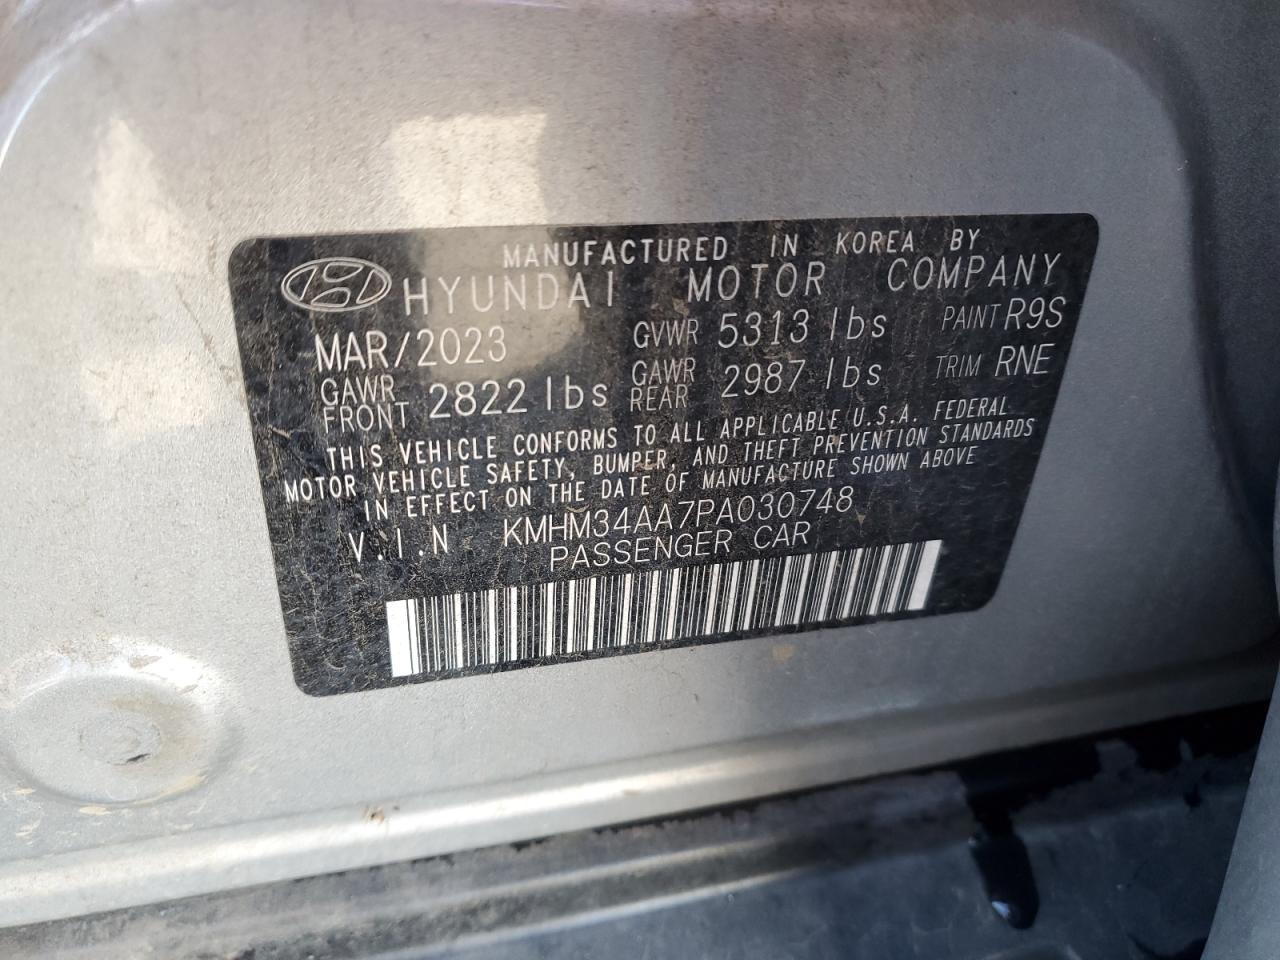 MANUFACTURED IN KOREA BY
HYUNDAI MOTOR COMPANY
MAR/2023 GVWR 5313 lbs PAINT R9S
GAWR FRONT 2822 lbs GAWR REAR 2987 lbs TRIM RNE
THIS VEHICLE CONFORMS TO ALL APPLICABLE U.S.A. FEDERAL
MOTOR VEHICLE SAFETY, BUMPER, AND THEFT PREVENTION STANDARDS
IN EFFECT ON THE DATE OF MANUFACTURE SHOWN ABOVE
V.I.N KMHM34AA7PA030748
PASSENGER CAR